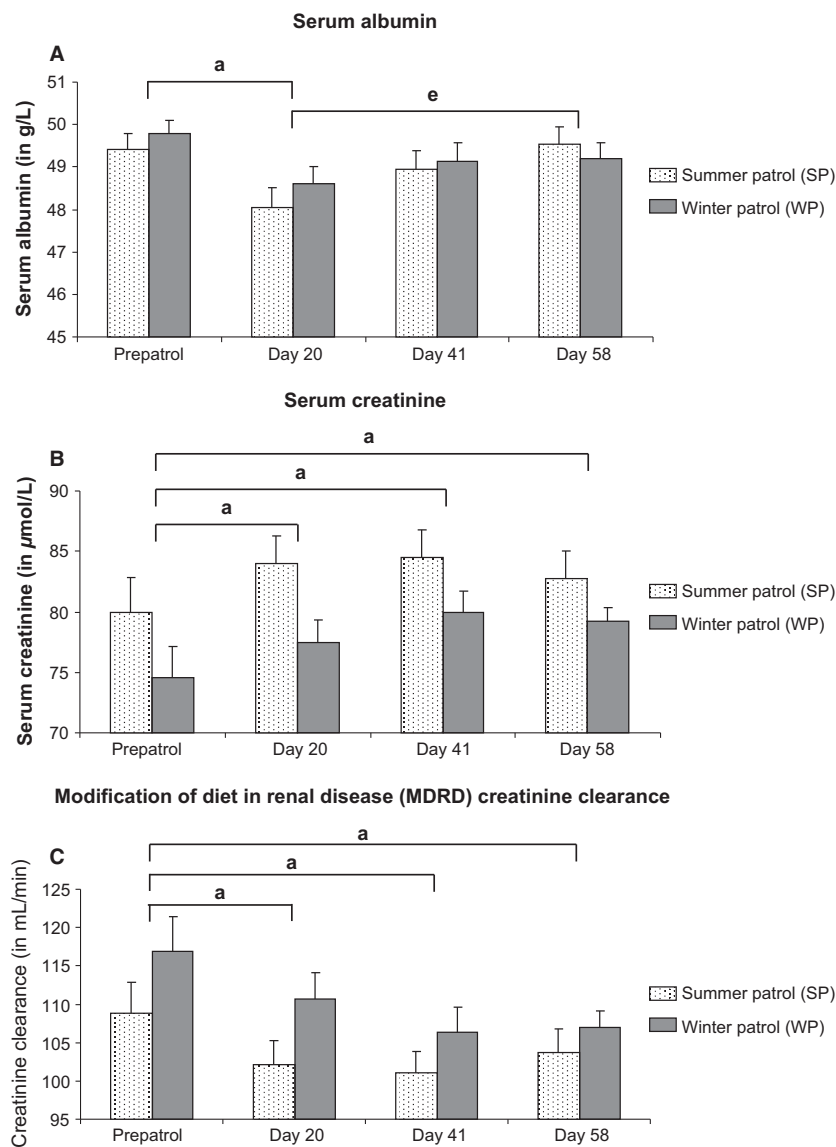 Serum albumin
A
a
e
51
50
49
48
47
46
45
Serum albumin (in g/L)
Prepatrol Day 20 Day 41 Day 58
Summer patrol (SP)
Winter patrol (WP)
Serum creatinine
B
a
a
a
90
85
80
75
70
Serum creatinine (in µmol/L)
Prepatrol Day 20 Day 41 Day 58
Summer patrol (SP)
Winter patrol (WP)
Modification of diet in renal disease (MDRD) creatinine clearance
C
a
a
a
125
120
115
110
105
100
95
Creatinine clearance (in mL/min)
Prepatrol Day 20 Day 41 Day 58
Summer patrol (SP)
Winter patrol (WP)